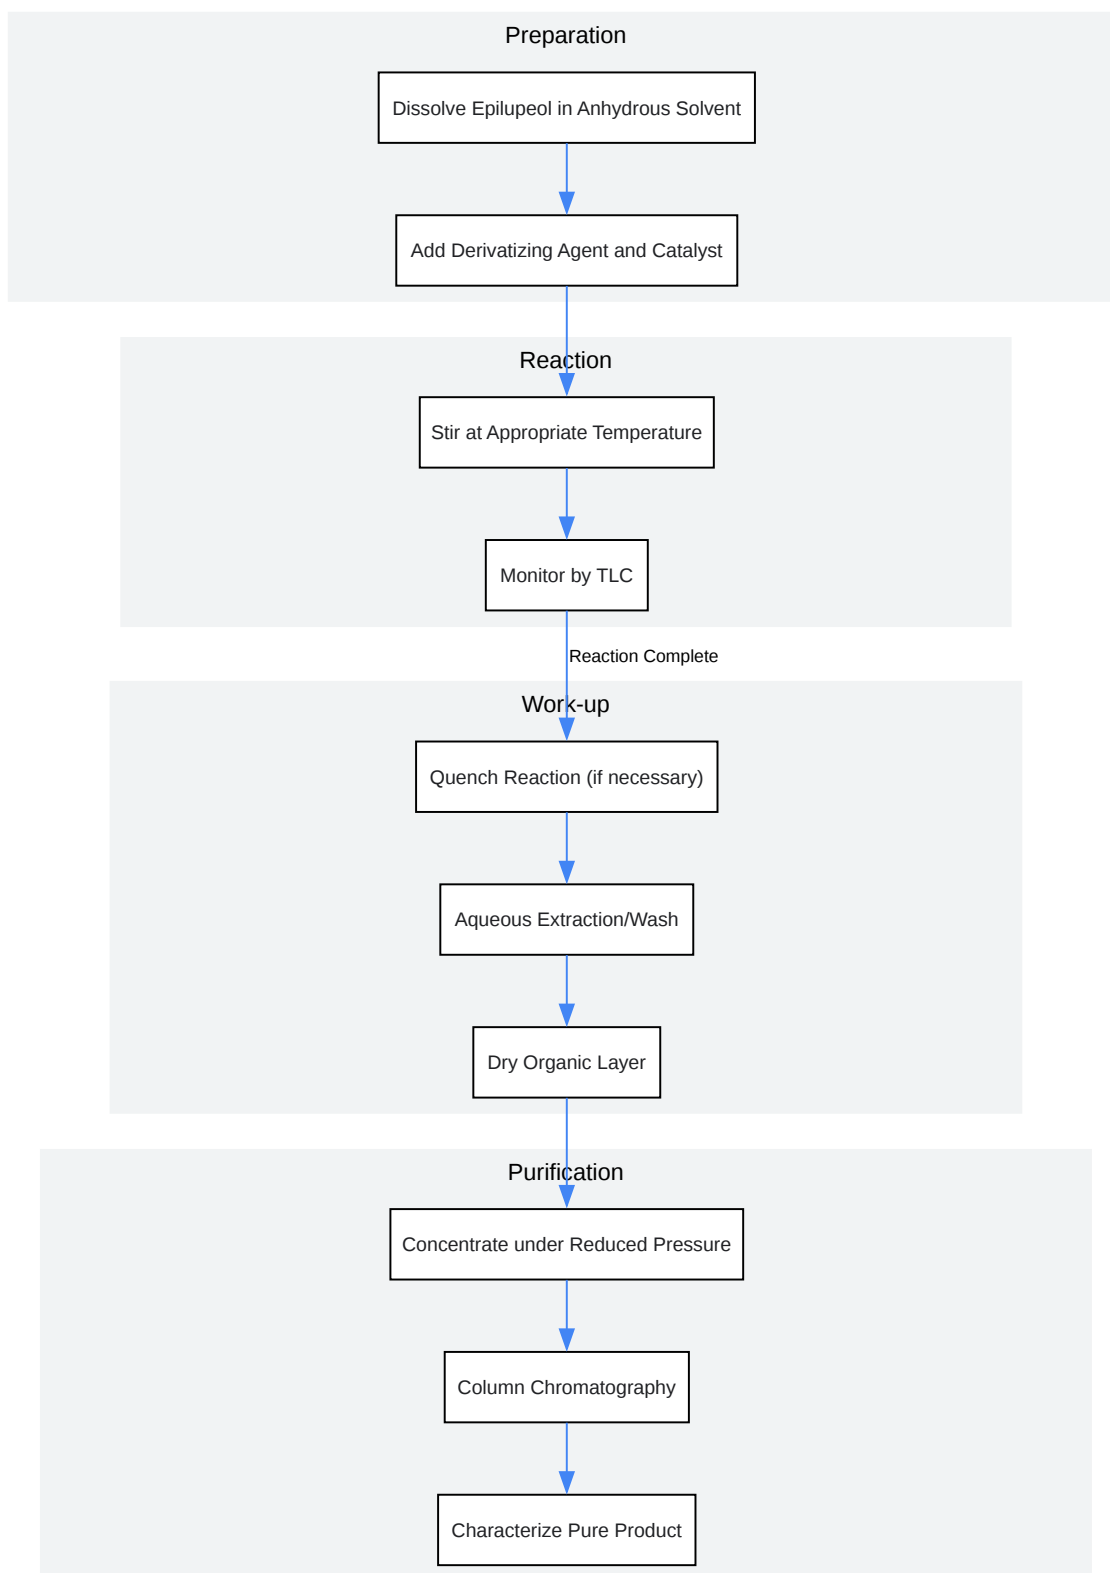 Preparation
Dissolve Epilupeol in Anhydrous Solvent
Add Derivatizing Agent and Catalyst
Reaction
Stir at Appropriate Temperature
Monitor by TLC
Reaction Complete
Work-up
Quench Reaction (if necessary)
Aqueous Extraction/Wash
Dry Organic Layer
Purification
Concentrate under Reduced Pressure
Column Chromatography
Characterize Pure Product